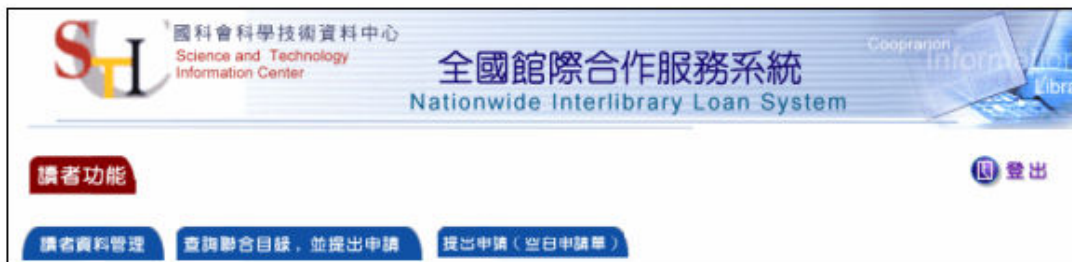 STI
國科會科學技術資料中心
Science and Technology
Information Center
全國館際合作服務系統
Nationwide Interlibrary Loan System
Information
讀者功能
登出
讀者資料管理
查詢聯合目錄，並提出申請
提出申請（空白申請單）